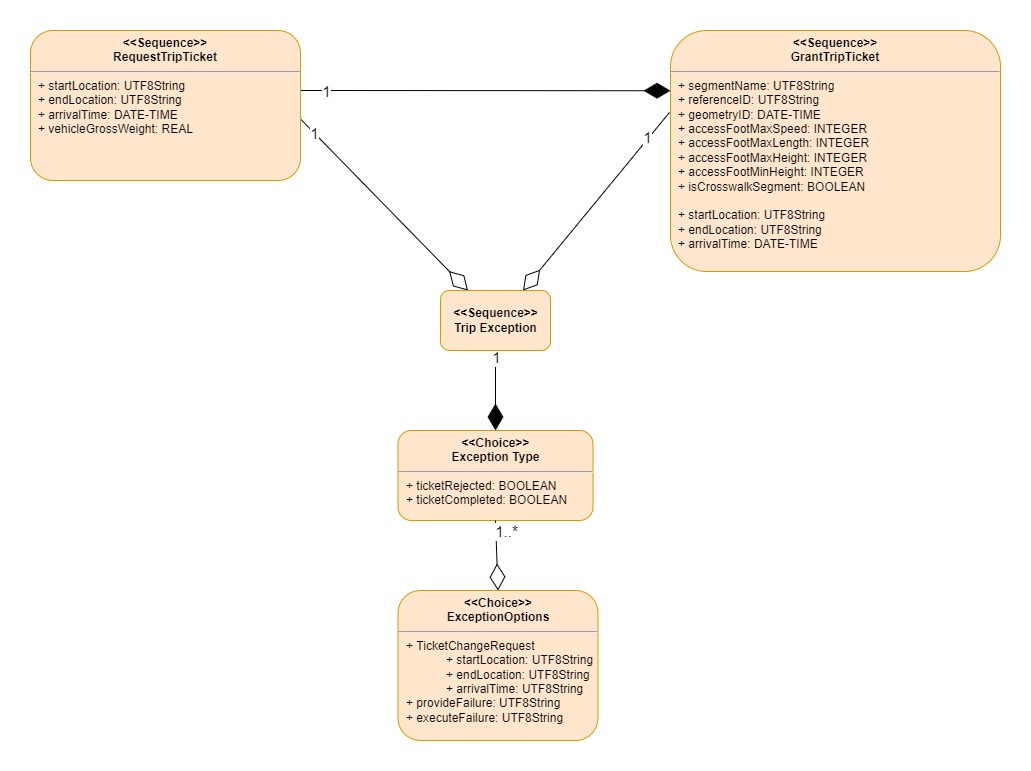 <<Sequence>>
RequestTripTicket
+ startLocation: UTF8String
+ endLocation: UTF8String
+ arrivalTime: DATE-TIME
+ vehicleGrossWeight: REAL
<<Sequence>>
GrantTripTicket
+ segmentName: UTF8String
+ referenceID: UTF8String
+ geometryID: DATE-TIME
+ accessFootMaxSpeed: INTEGER
+ accessFootMaxLength: INTEGER
+ accessFootMaxHeight: INTEGER
+ accessFootMinHeight: INTEGER
+ isCrosswalkSegment: BOOLEAN
+ startLocation: UTF8String
+ endLocation: UTF8String
+ arrivalTime: DATE-TIME
1
1
1
<<Sequence>>
Trip Exception
1
<<Choice>>
Exception Type
+ ticketRejected: BOOLEAN
+ ticketCompleted: BOOLEAN
1..*
<<Choice>>
ExceptionOptions
+ TicketChangeRequest
+ startLocation: UTF8String
+ endLocation: UTF8String
+ arrivalTime: UTF8String
+ provideFailure: UTF8String
+ executeFailure: UTF8String